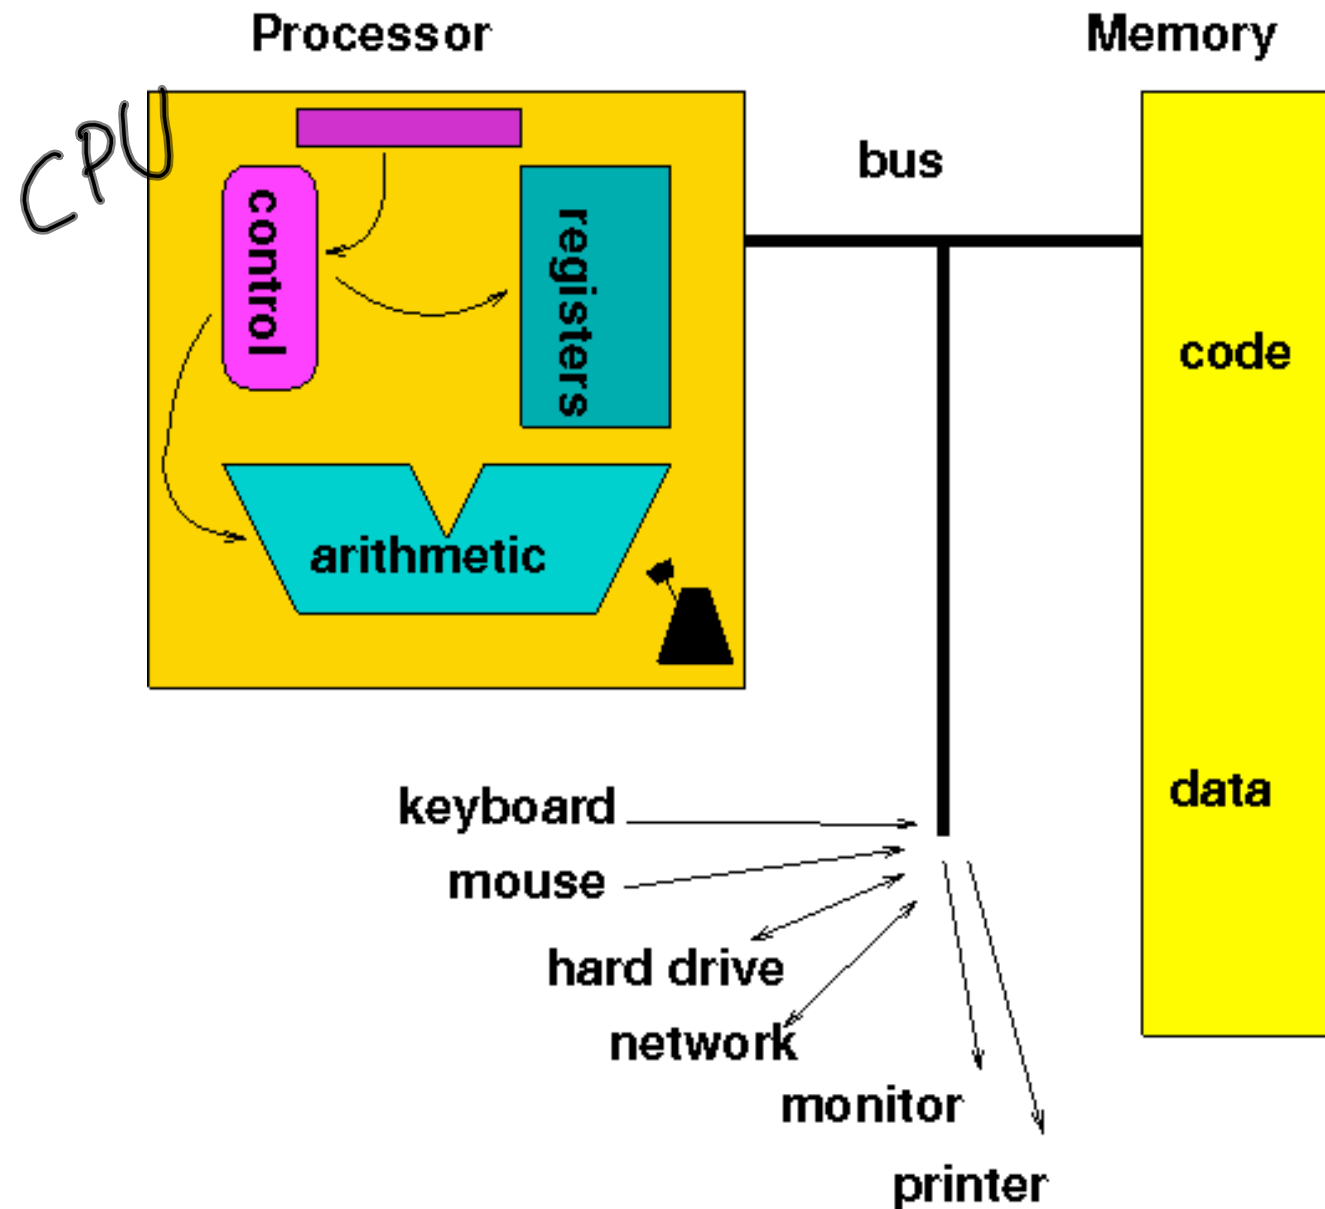 Processor
Memory
CPU
bus
control
registers
code
arithmetic
data
keyboard
mouse
hard drive
network
monitor
printer